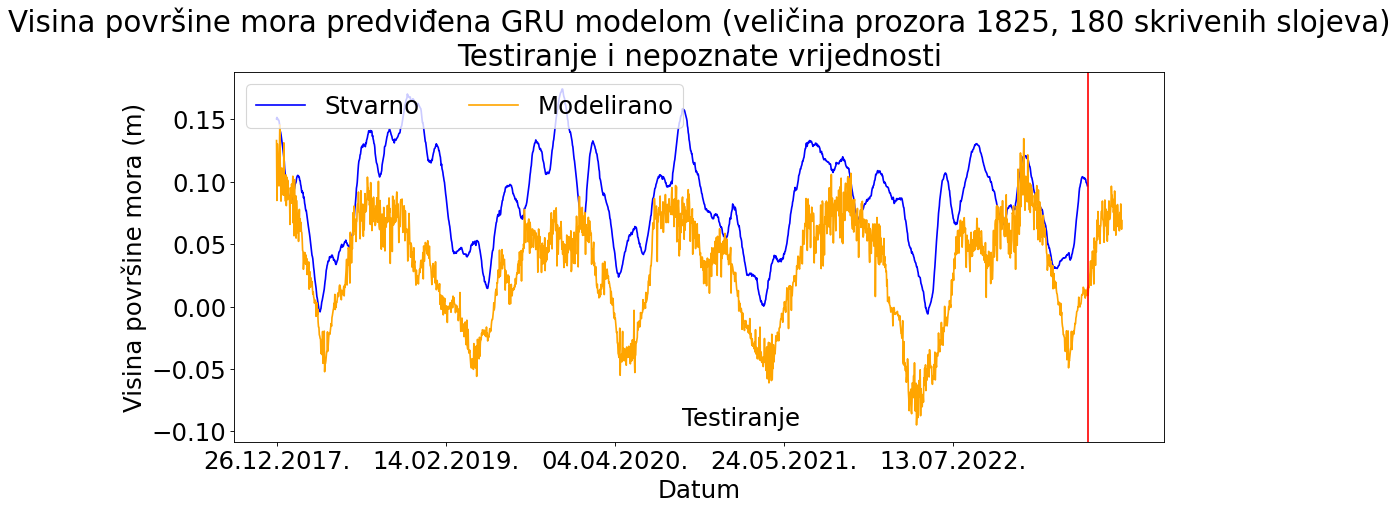 Visina površine mora predviđena GRU modelom (veličina prozora 1825, 180 skrivenih slojeva)
Testiranje i nepoznate vrijednosti
Stvarno Modelirano
Visina površine mora (m)
0.15
0.10
0.05
0.00
−0.05
−0.10
Testiranje
26.12.2017. 14.02.2019. 04.04.2020. 24.05.2021. 13.07.2022.
Datum